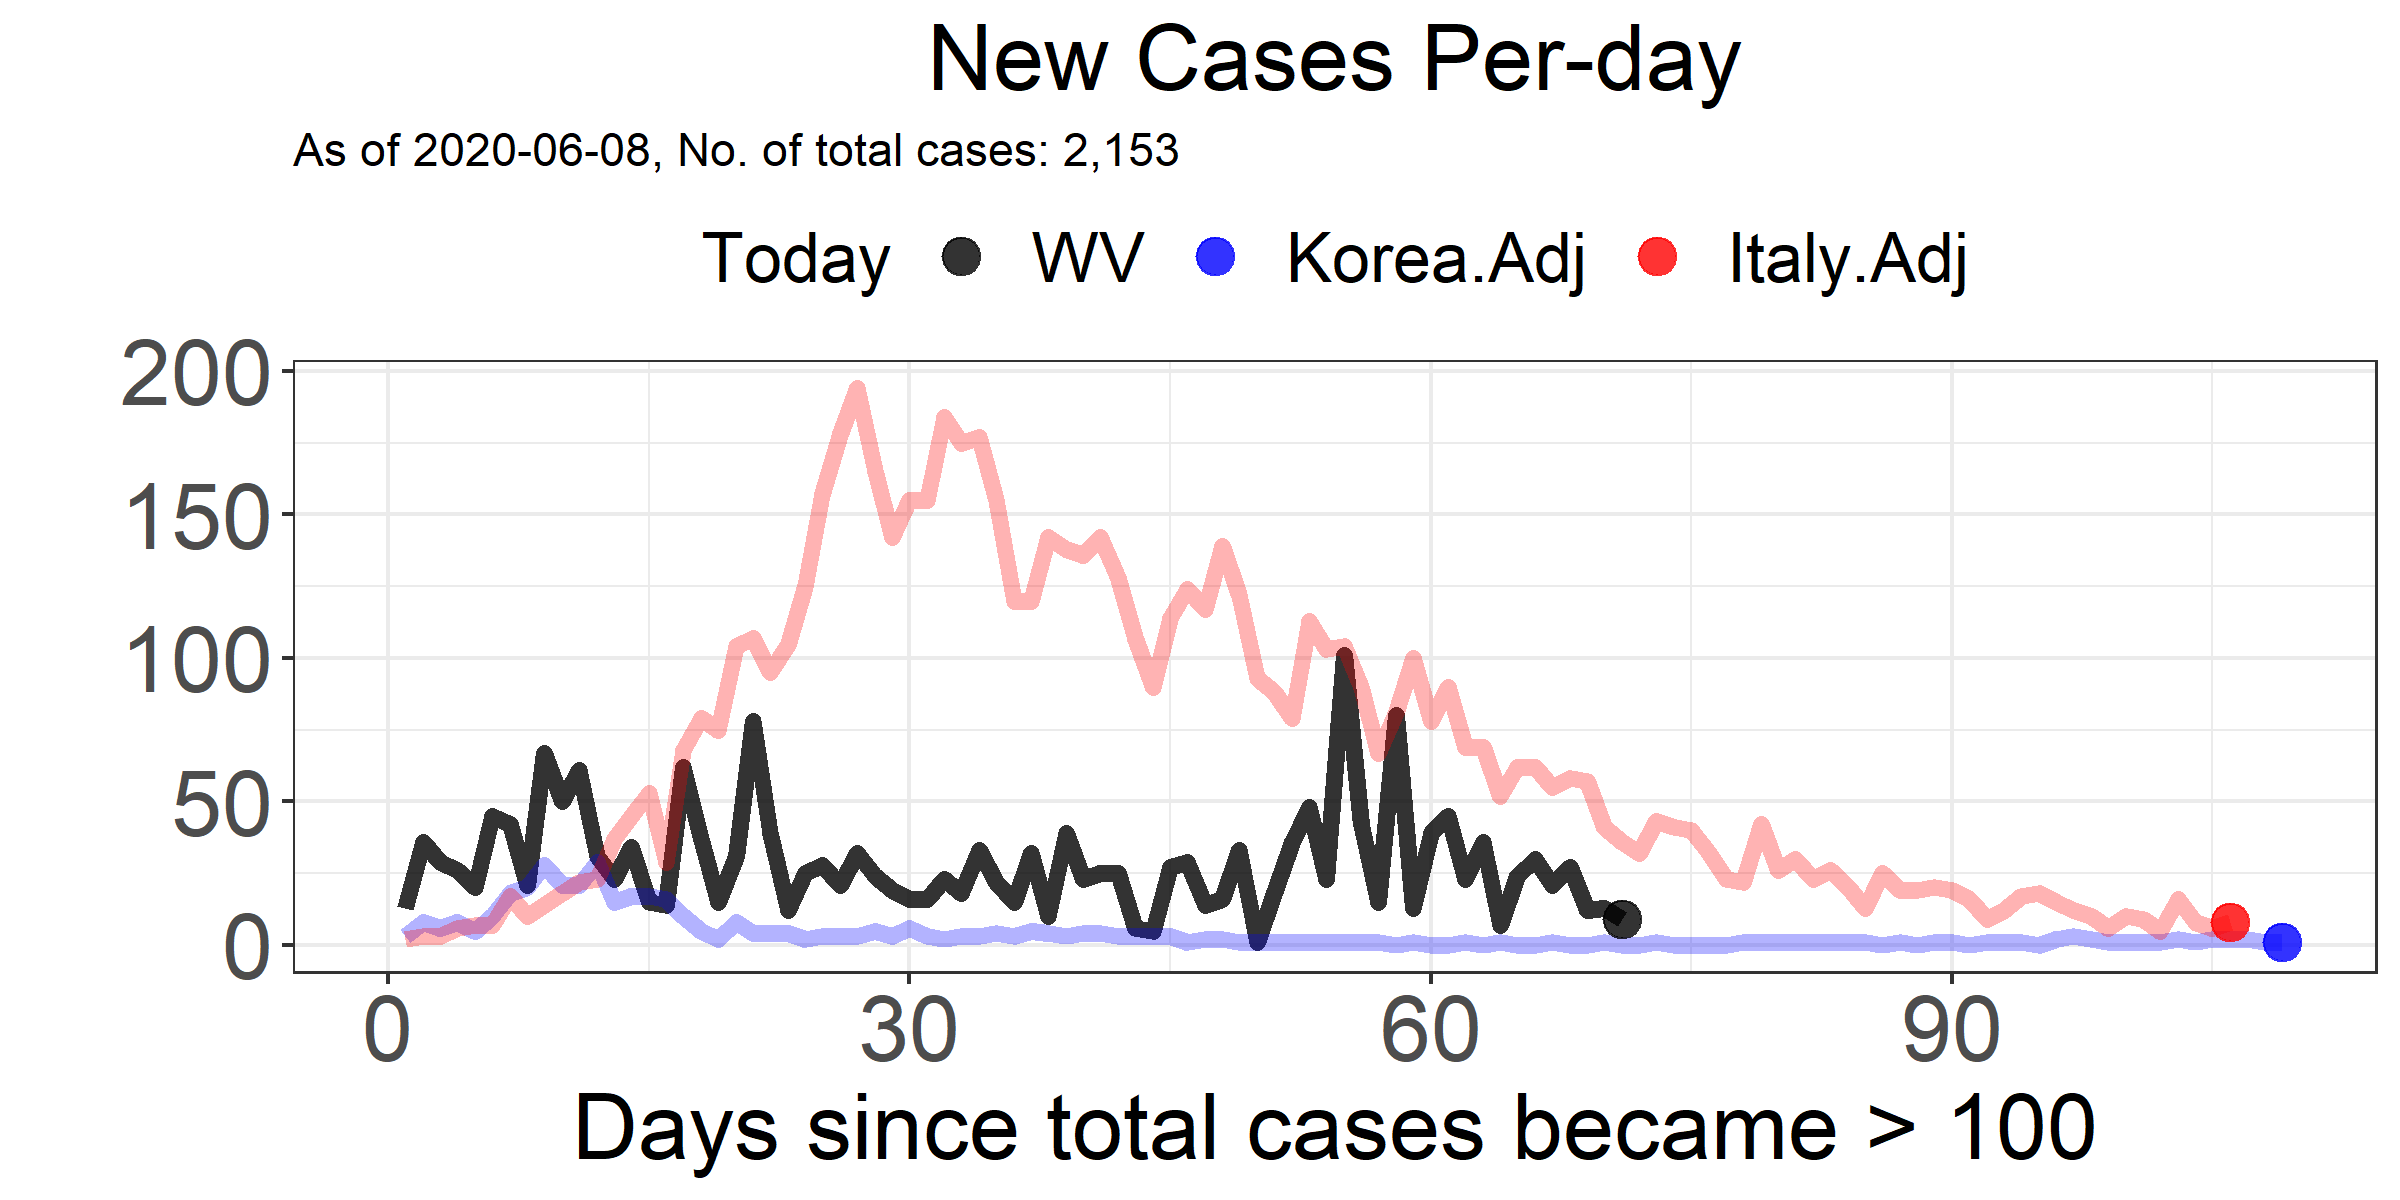 New Cases Per-day
As of 2020-06-08, No. of total cases: 2,153
Today WV Korea.Adj Italy.Adj
200
150
100
50
0
0 30 60 90
Days since total cases became > 100